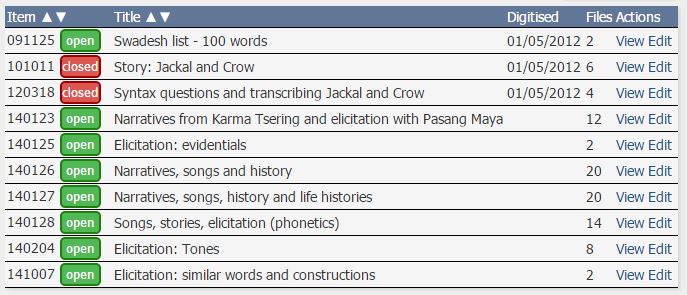 Item ▲▼ Title ▲▼ Digitised Files Actions
091125 open Swadesh list - 100 words 01/05/2012 2 View Edit
101011 closed Story: Jackal and Crow 01/05/2012 6 View Edit
120318 closed Syntax questions and transcribing Jackal and Crow 01/05/2012 4 View Edit
140123 open Narratives from Karma Tsering and elicitation with Pasang Maya 12 View Edit
140125 open Elicitation: evidentials 2 View Edit
140126 open Narratives, songs and history 20 View Edit
140127 open Narratives, songs, history and life histories 20 View Edit
140128 open Songs, stories, elicitation (phonetics) 14 View Edit
140204 open Elicitation: Tones 8 View Edit
141007 open Elicitation: similar words and constructions 2 View Edit